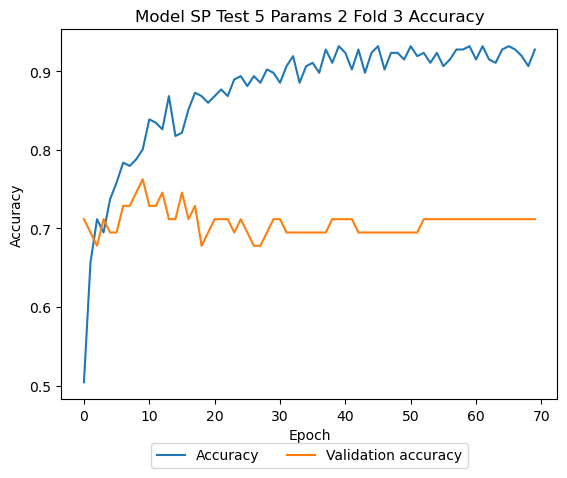 Model SP Test 5 Params 2 Fold 3 Accuracy
Accuracy
0.9
0.8
0.7
0.6
0.5
0 10 20 30 40 50 60 70
Epoch
Accuracy Validation accuracy